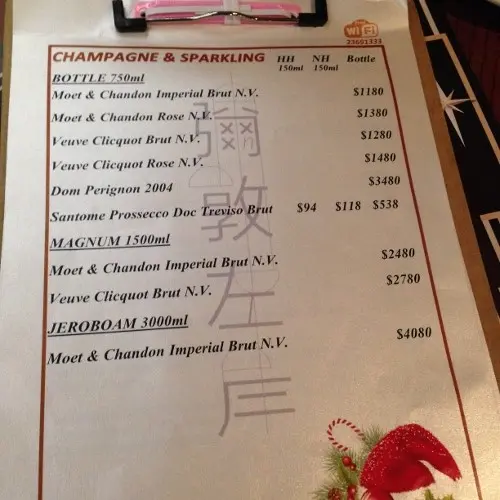 WiFi
23651333
CHAMPAGNE & SPARKLING HH NH Bottle
150ml 150ml
BOTTLE 750ml
Moet & Chandon Imperial Brut N.V. $1180
Moet & Chandon Rose N.V. $1380
Veuve Clicquot Brut N.V. $1280
Veuve Clicquot Rose N.V. $1480
Dom Perignon 2004 $3480
Santome Prossecco Doc Treviso Brut $94 $118 $538
MAGNUM 1500ml
Moet & Chandon Imperial Brut N.V. $2480
Veuve Clicquot Brut N.V. $2780
JEROBOAM 3000ml
Moet & Chandon Imperial Brut N.V. $4080
彌敦左